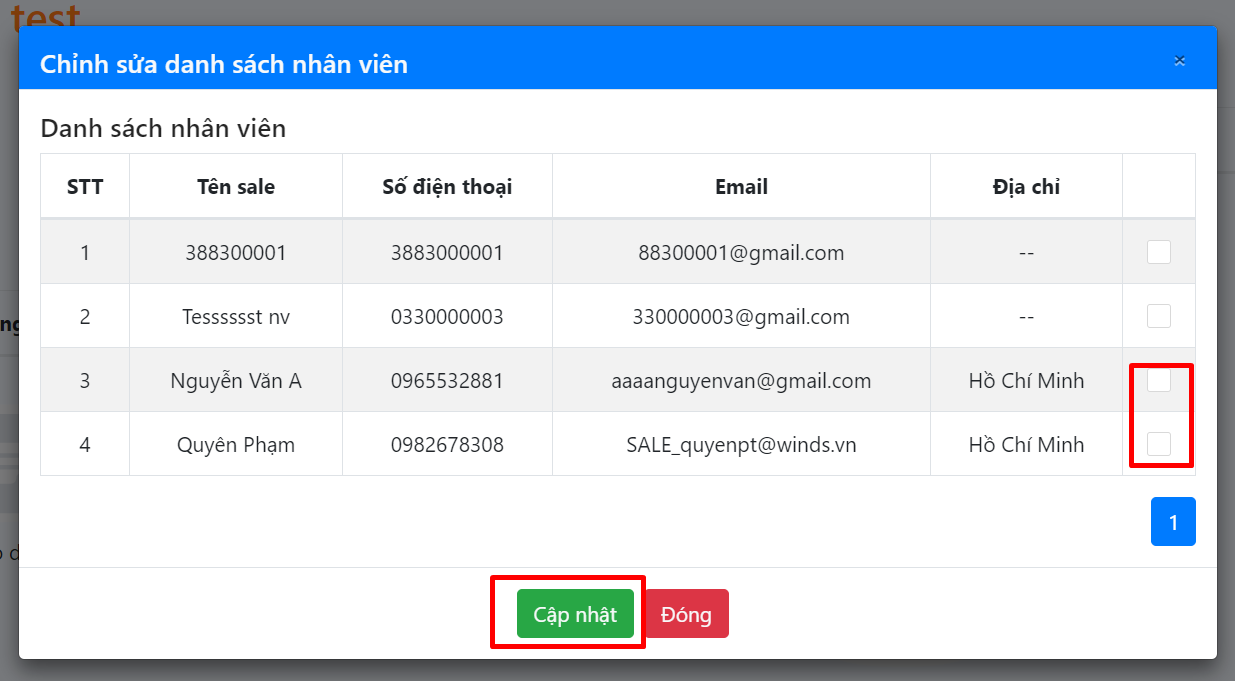 test
Chỉnh sửa danh sách nhân viên ×
Danh sách nhân viên
STT Tên sale Số điện thoại Email Địa chỉ
1 388300001 3883000001 88300001@gmail.com --
2 Tesssssst nv 0330000003 330000003@gmail.com --
3 Nguyễn Văn A 0965532881 aaaanguyenvan@gmail.com Hồ Chí Minh
4 Quyên Phạm 0982678308 SALE_quyenpt@winds.vn Hồ Chí Minh
1
Cập nhật Đóng